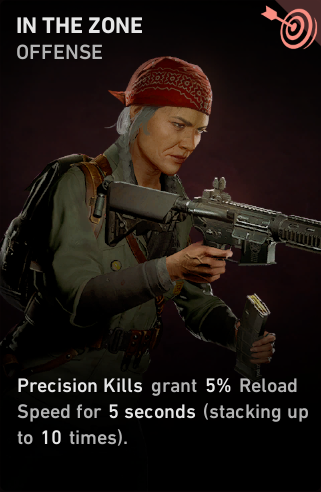 IN THE ZONE
OFFENSE
Precision Kills grant 5% Reload
Speed for 5 seconds (stacking up
to 10 times).